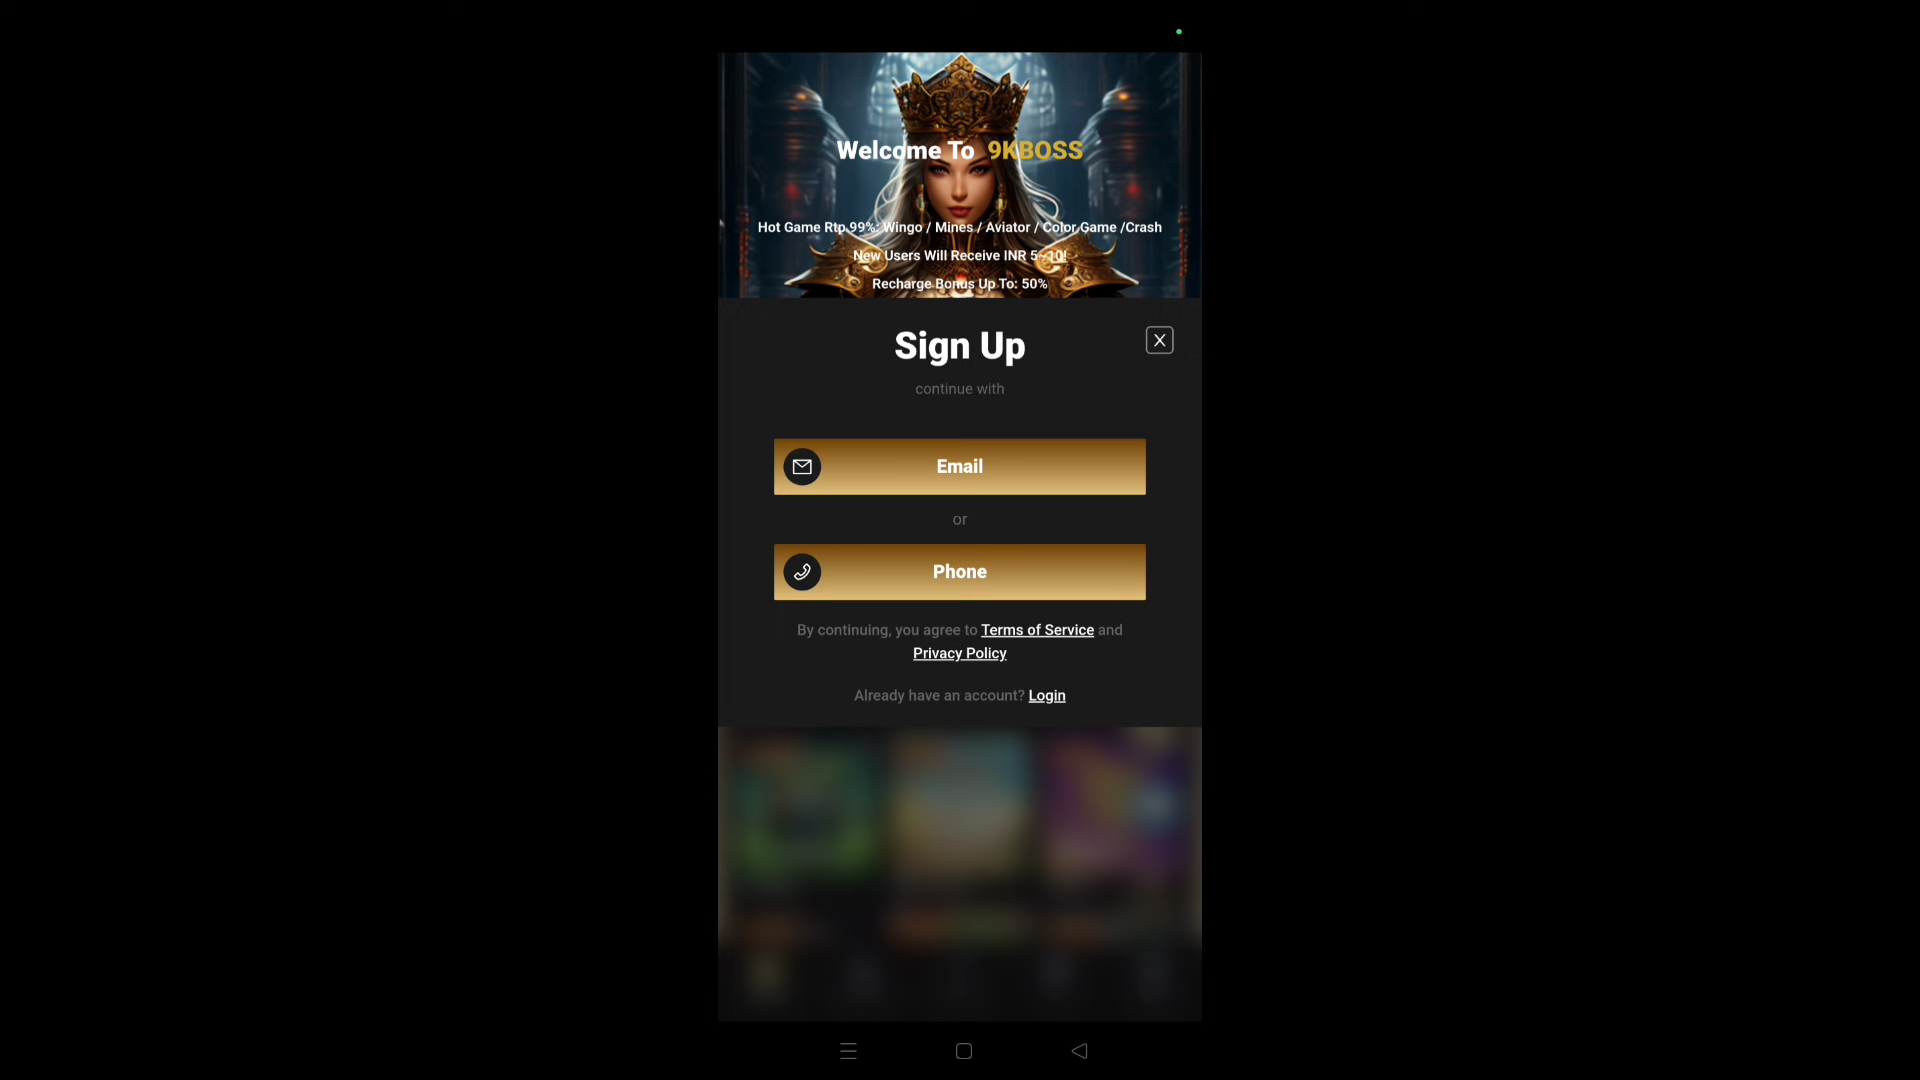 Welcome To 9KBOSS
Hot Game Rtp 99%: Wingo / Mines / Aviator / Color Game /Crash
New Users Will Receive INR 5~10!
Recharge Bonus Up To: 50%
Sign Up
X
continue with
Email
or
Phone
By continuing, you agree to Terms of Service and
Privacy Policy
Already have an account? Login